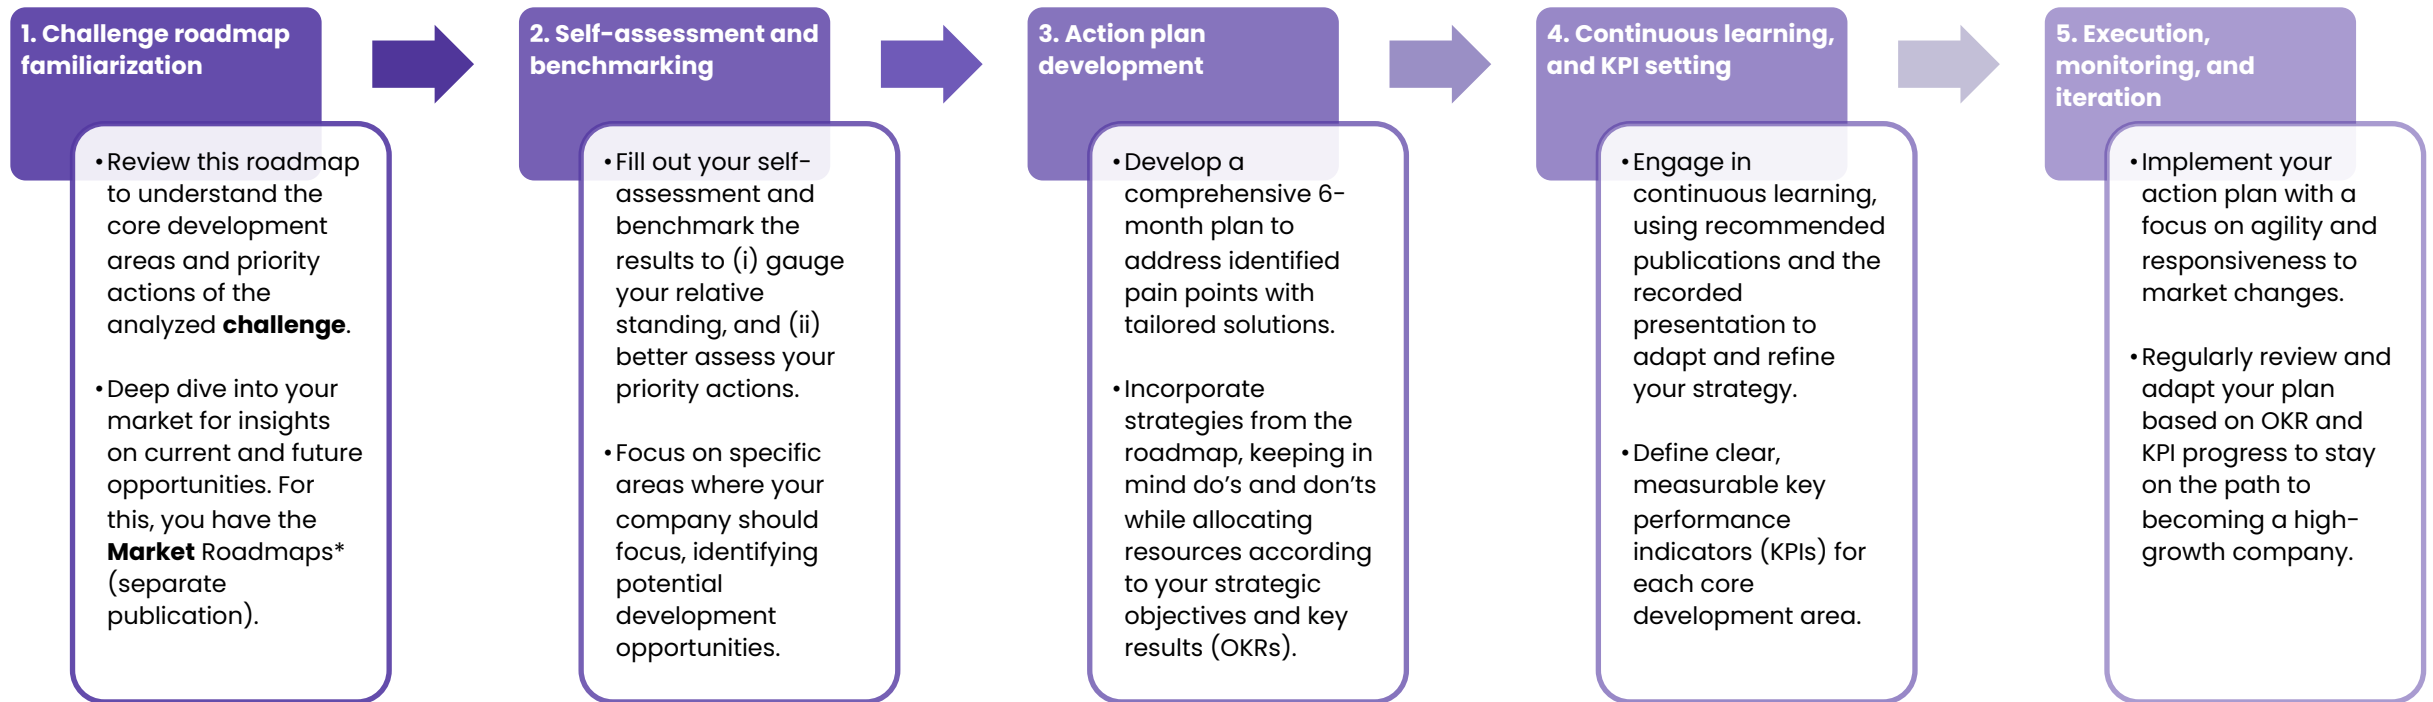 1. Challenge roadmap
familiarization
•Review this roadmap
to understand the
core development
areas and priority
actions of the
analyzed challenge.
•Deep dive into your
market for insights
on current and future
opportunities. For
this, you have the
Market Roadmaps*
(separate
publication).
2. Self-assessment and
benchmarking
•Fill out your self-
assessment and
benchmark the
results to (i) gauge
your relative
standing, and (ii)
better assess your
priority actions.
•Focus on specific
areas where your
company should
focus, identifying
potential
development
opportunities.
3. Action plan
development
•Develop a
comprehensive 6-
month plan to
address identified
pain points with
tailored solutions.
•Incorporate
strategies from the
roadmap, keeping in
mind do's and don'ts
while allocating
resources according
to your strategic
objectives and key
results (OKRs).
4. Continuous learning,
and KPI setting
•Engage in
continuous learning,
using recommended
publications and the
recorded
presentation to
adapt and refine
your strategy.
•Define clear,
measurable key
performance
indicators (KPIs) for
each core
development area.
5. Execution,
monitoring, and
iteration
•Implement your
action plan with a
focus on agility and
responsiveness to
market changes.
•Regularly review and
adapt your plan
based on OKR and
KPI progress to stay
on the path to
becoming a high-
growth company.